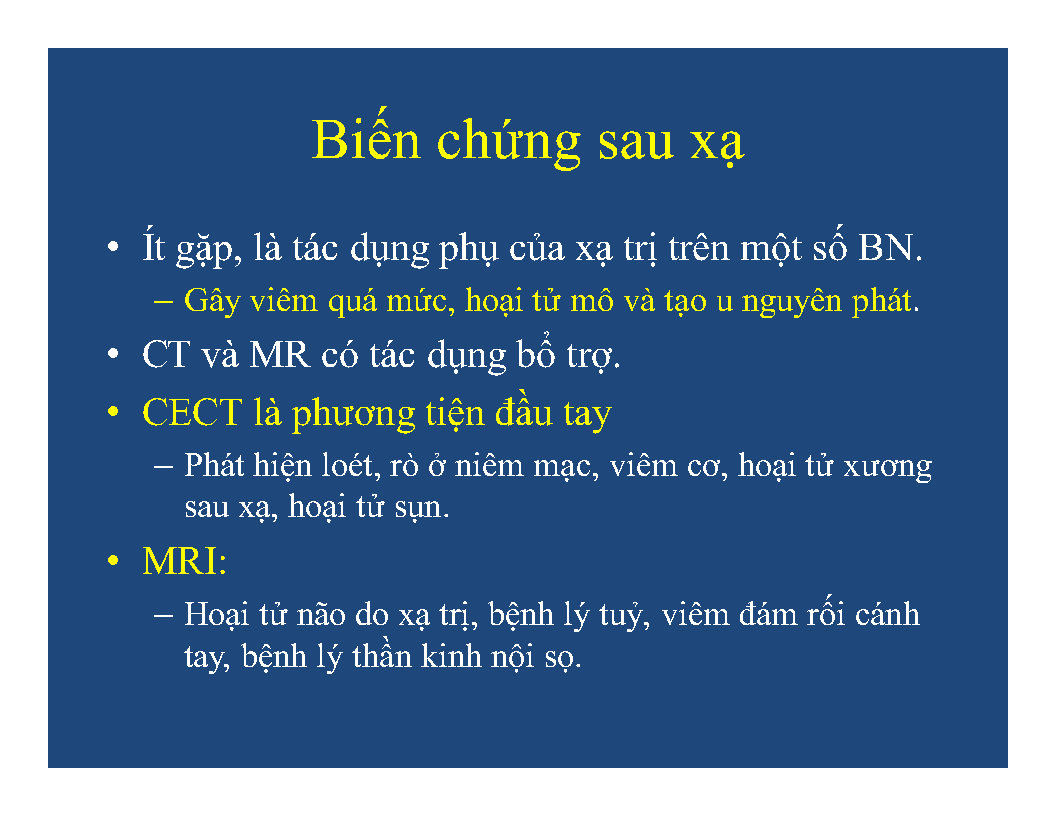 Biến chứng sau xạ
• Ít gặp, là tác dụng phụ của xạ trị trên một số BN.
– Gây viêm quá mức, hoại tử mô và tạo u nguyên phát.
• CT và MR có tác dụng bổ trợ.
• CECT là phương tiện đầu tay
– Phát hiện loét, rò ở niêm mạc, viêm cơ, hoại tử xương
sau xạ, hoại tử sụn.
• MRI:
– Hoại tử não do xạ trị, bệnh lý tuỷ, viêm đám rối cánh
tay, bệnh lý thần kinh nội sọ.